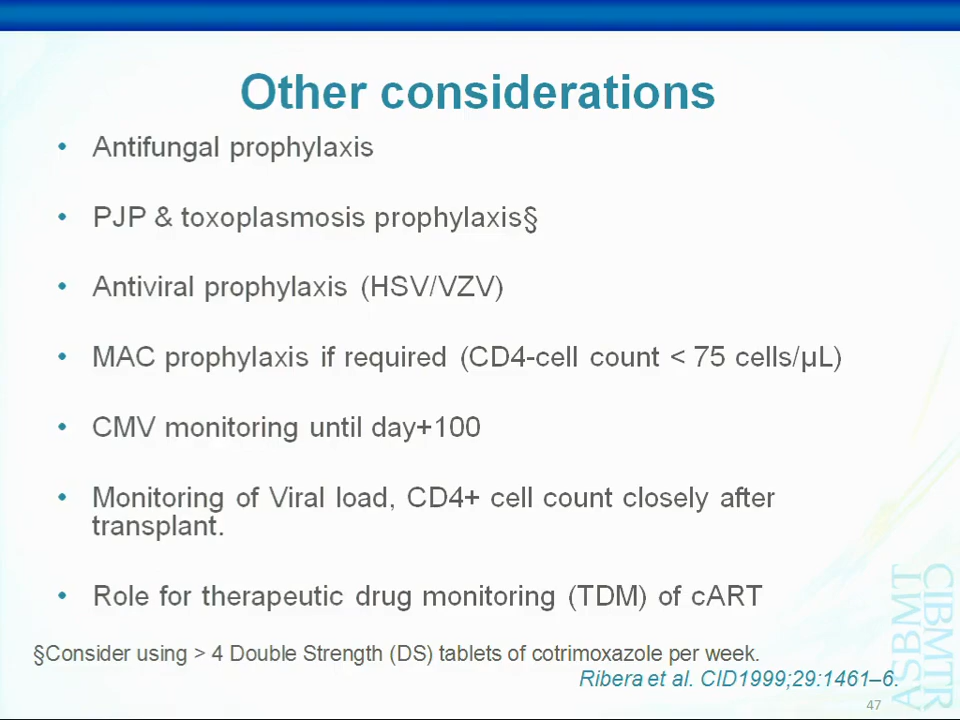 Other considerations
• Antifungal prophylaxis
• PJP & toxoplasmosis prophylaxis§
• Antiviral prophylaxis (HSV/VZV)
• MAC prophylaxis if required (CD4-cell count < 75 cells/µL)
• CMV monitoring until day+100
• Monitoring of Viral load, CD4+ cell count closely after
transplant.
• Role for therapeutic drug monitoring (TDM) of cART
§Consider using > 4 Double Strength (DS) tablets of cotrimoxazole per week.
Ribera et al. CID1999;29:1461–6.
47
ASBMT
CIBMTR